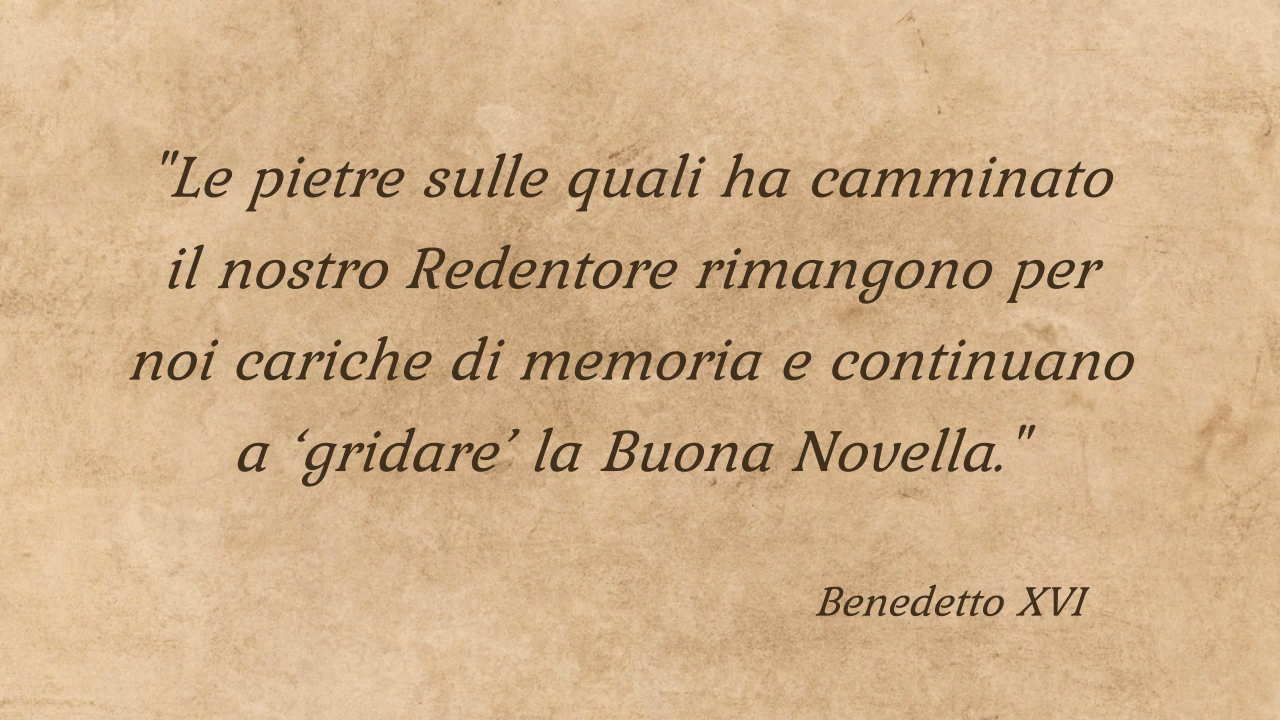 "Le pietre sulle quali ha camminato
il nostro Redentore rimangono per
noi cariche di memoria e continuano
a ‘gridare’ la Buona Novella."
Benedetto XVI